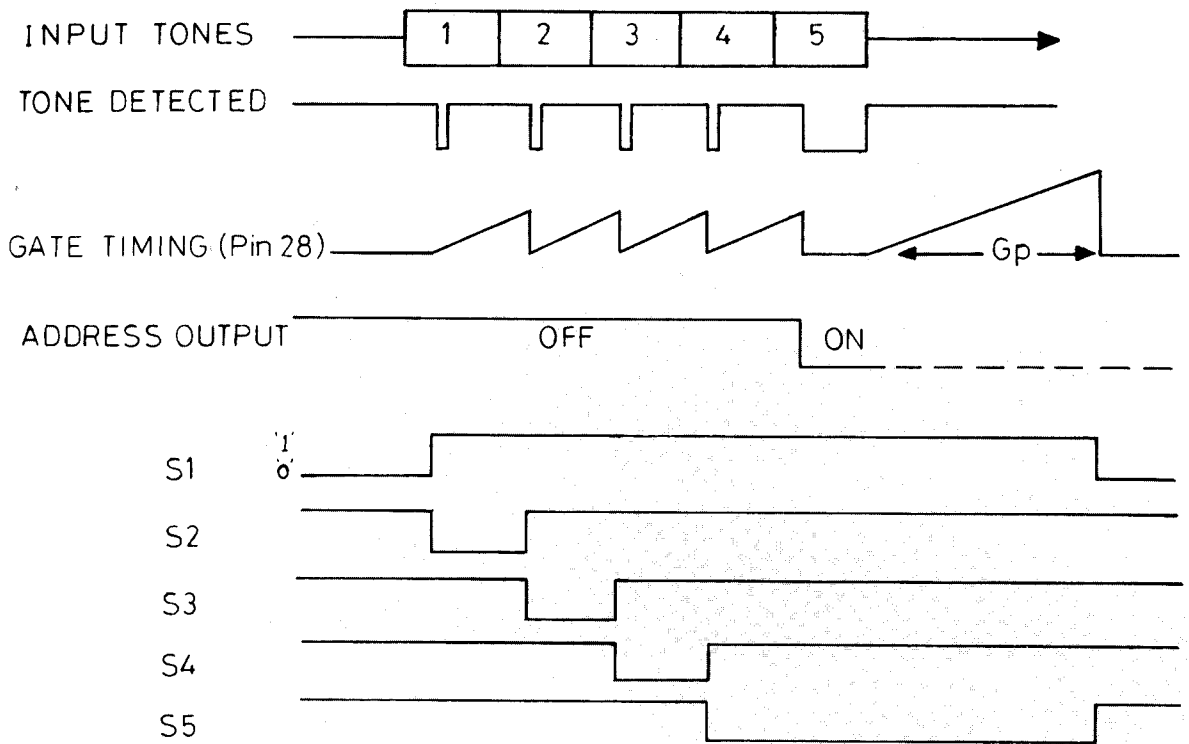 INPUT TONES 1 2 3 4 5
TONE DETECTED
GATE TIMING (Pin 28) Gp
ADDRESS OUTPUT OFF ON
S1 '1'
'0'
S2
S3
S4
S5